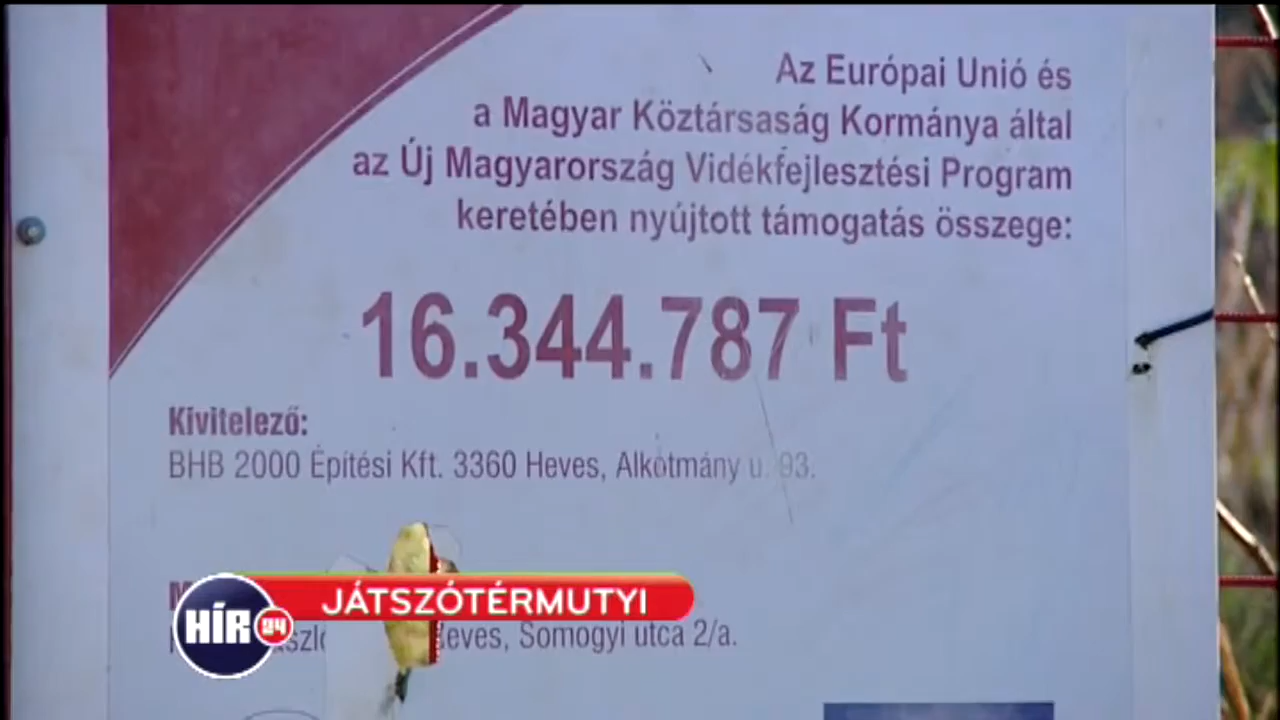 Az Európai Unió és
a Magyar Köztársaság Kormánya által
az Új Magyarország Vidékfejlesztési Program
keretében nyújtott támogatás összege:
16.344.787 Ft
Kivitelező:
BHB 2000 Építési Kft. 3360 Heves, Alkotmány u. 93.
HÍR 24
JÁTSZÓTÉRMUTYI
Somogyi utca 2/a.